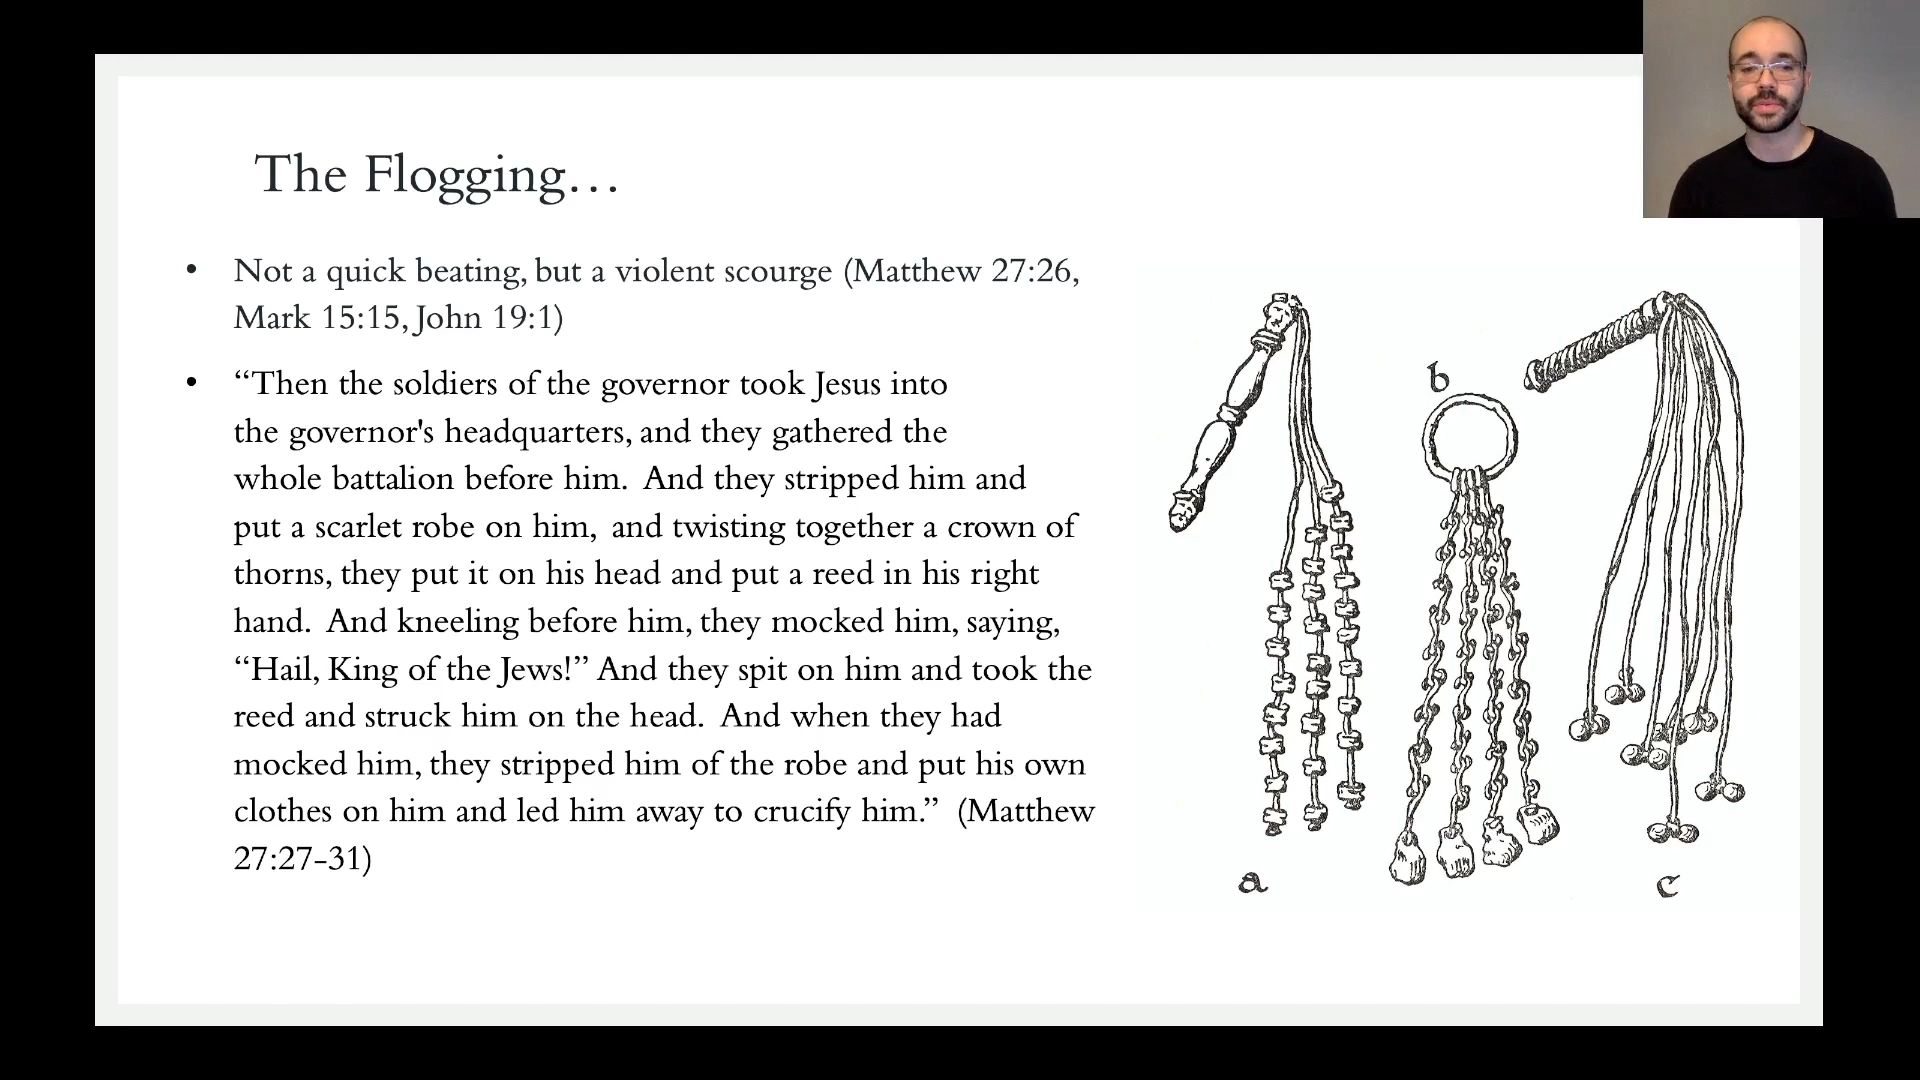 The Flogging…
• Not a quick beating, but a violent scourge (Matthew 27:26,
Mark 15:15, John 19:1)
• “Then the soldiers of the governor took Jesus into
the governor's headquarters, and they gathered the
whole battalion before him. And they stripped him and
put a scarlet robe on him, and twisting together a crown of
thorns, they put it on his head and put a reed in his right
hand. And kneeling before him, they mocked him, saying,
“Hail, King of the Jews!” And they spit on him and took the
reed and struck him on the head. And when they had
mocked him, they stripped him of the robe and put his own
clothes on him and led him away to crucify him.” (Matthew
27:27-31)
a
b
c